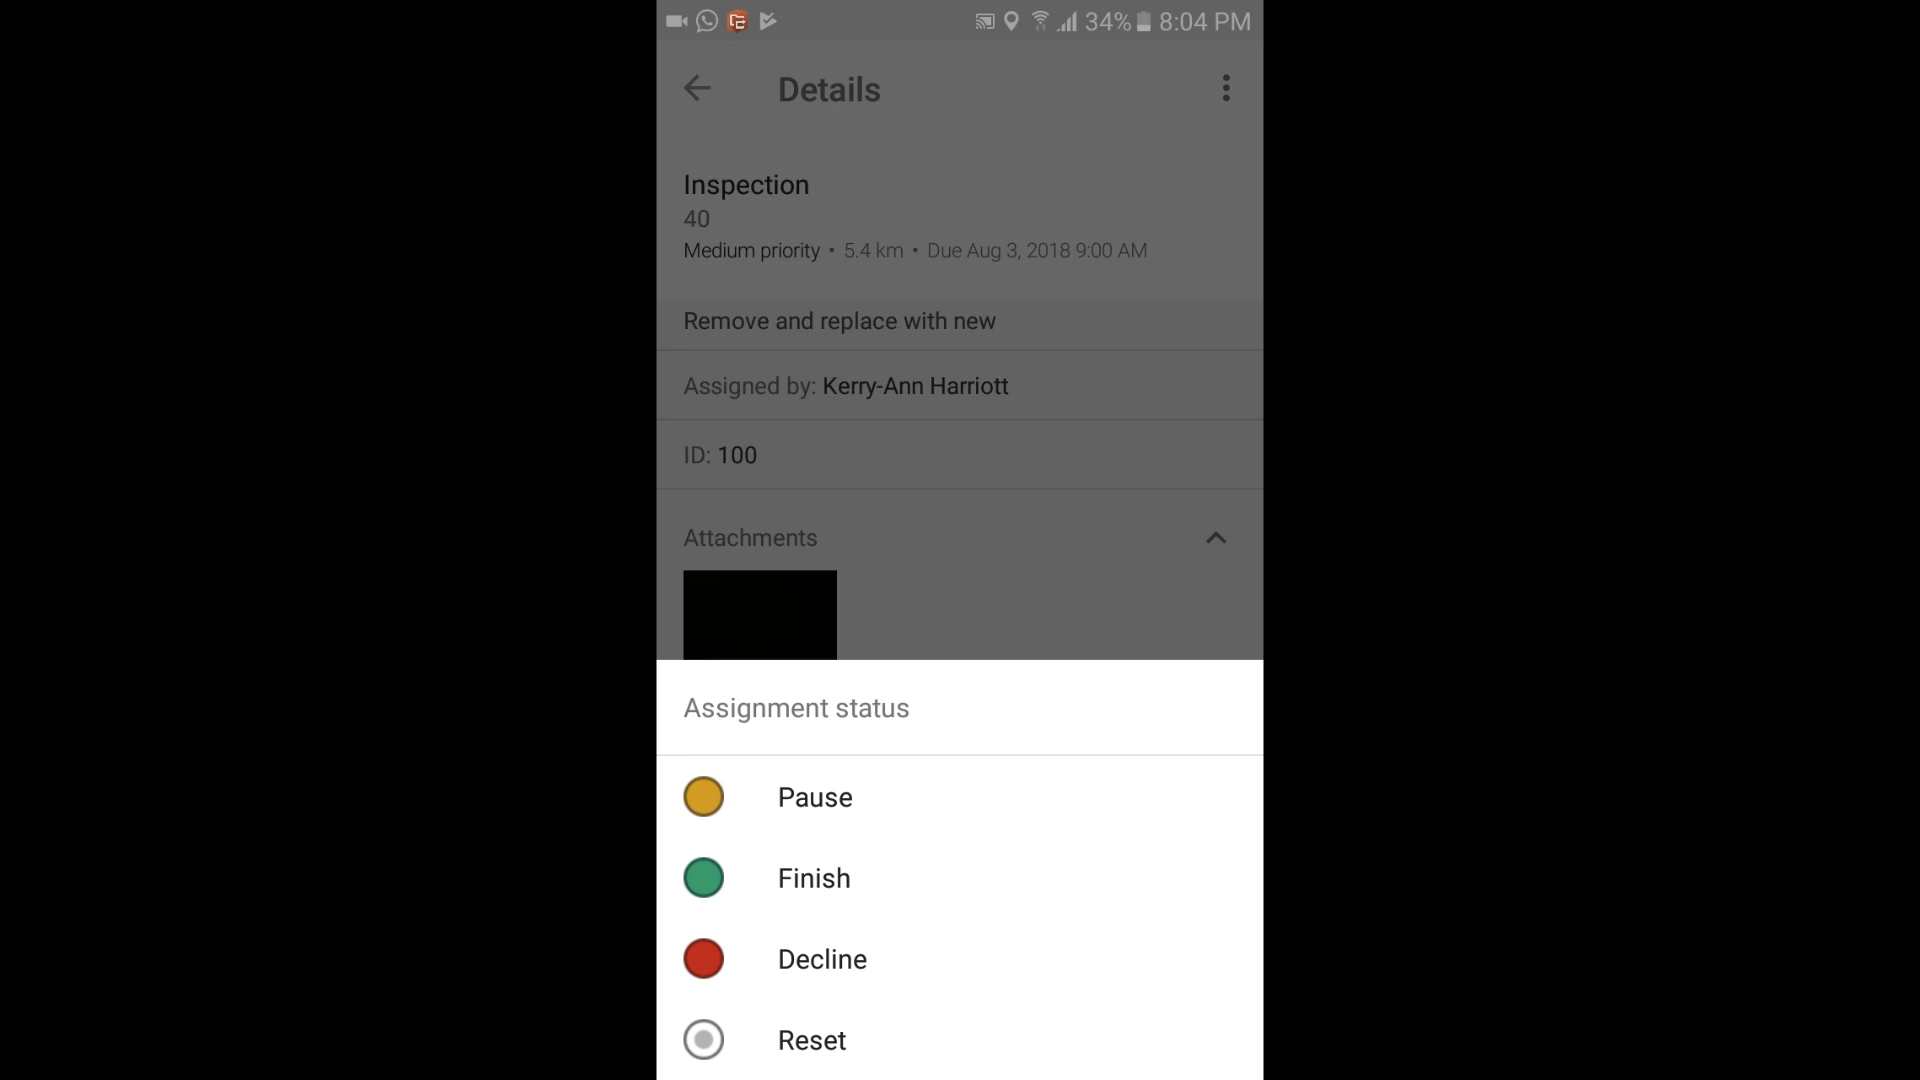 34% 8:04 PM
Details
Inspection
40
Medium priority • 5.4 km • Due Aug 3, 2018 9:00 AM
Remove and replace with new
Assigned by: Kerry-Ann Harriott
ID: 100
Attachments
Assignment status
Pause
Finish
Decline
Reset